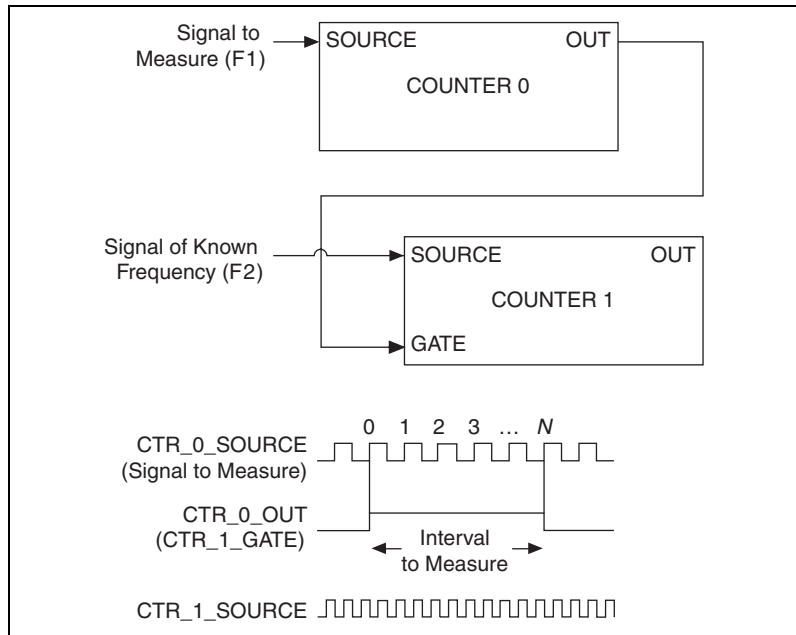 Signal to
Measure (F1)
SOURCE OUT
COUNTER 0
Signal of Known
Frequency (F2)
SOURCE OUT
COUNTER 1
GATE
0 1 2 3 … N
CTR_0_SOURCE
(Signal to Measure)
CTR_0_OUT
(CTR_1_GATE)
Interval
to Measure
CTR_1_SOURCE